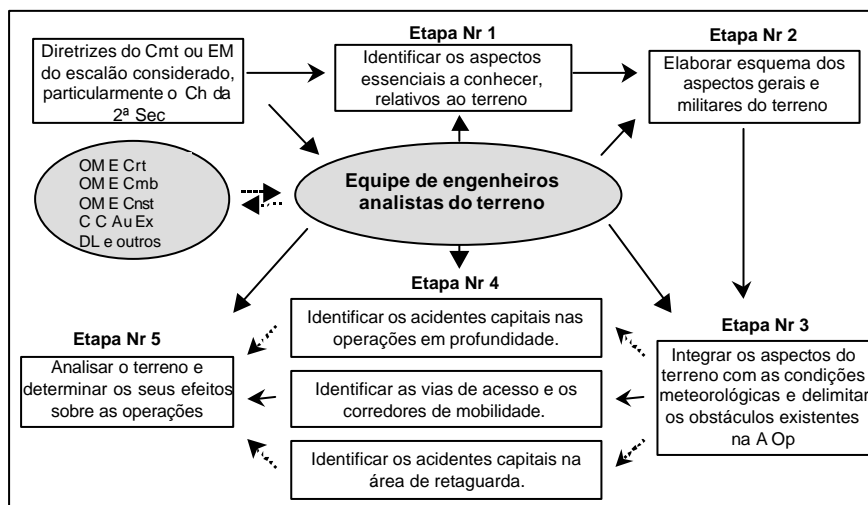 Diretrizes do Cmt ou EM
do escalão considerado,
particularmente o Ch da
2ª Sec
Etapa Nr 1
Identificar os aspectos
essenciais a conhecer,
relativos ao terreno
Etapa Nr 2
Elaborar esquema dos
aspectos gerais e
militares do terreno
OM E Crt
OM E Cmb
OM E Cnst
C C Au Ex
DL e outros
Equipe de engenheiros
analistas do terreno
Etapa Nr 3
Integrar os aspectos do
terreno com as condições
meteorológicas e delimitar
os obstáculos existentes
na A Op
Etapa Nr 4
Identificar os acidentes capitais nas
operações em profundidade.
Identificar as vias de acesso e os
corredores de mobilidade.
Identificar os acidentes capitais na
área de retaguarda.
Etapa Nr 5
Analisar o terreno e
determinar os seus efeitos
sobre as operações